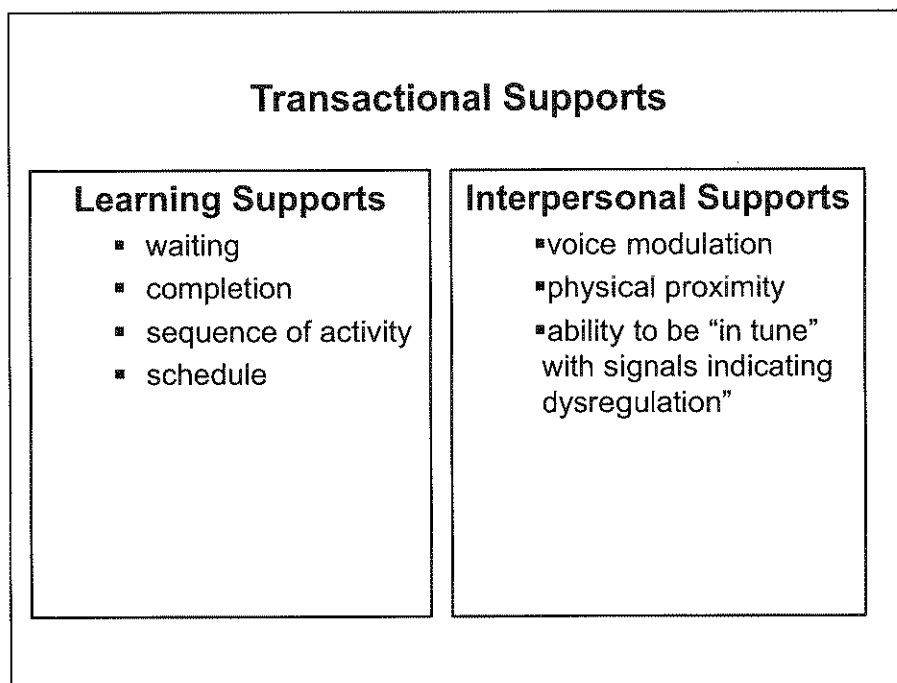 Transactional Supports
Learning Supports
▪ waiting
▪ completion
▪ sequence of activity
▪ schedule
Interpersonal Supports
▪voice modulation
▪physical proximity
▪ability to be “in tune”
with signals indicating
dysregulation”